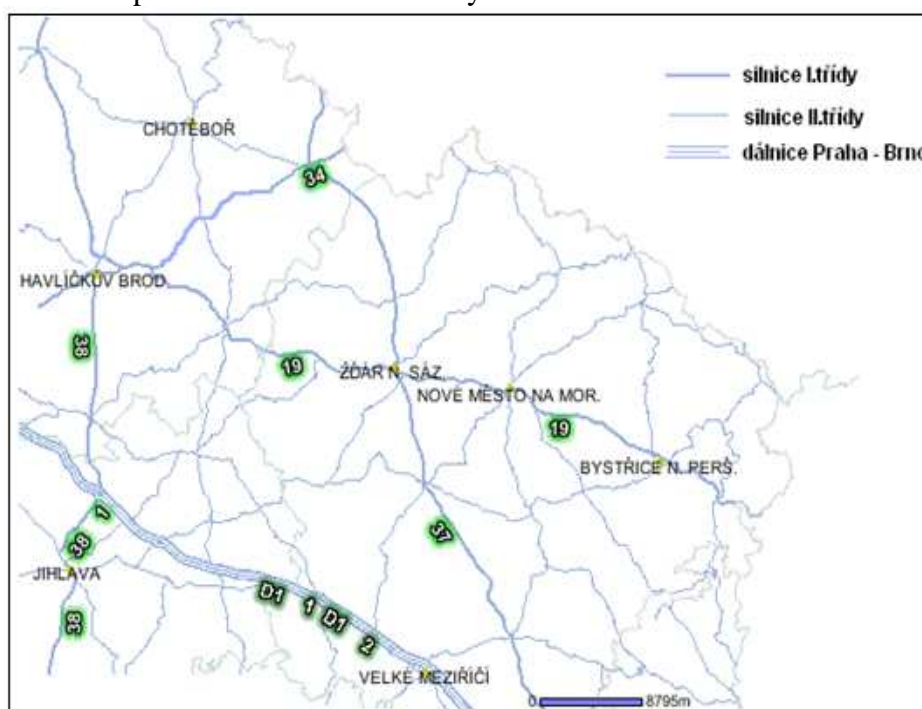 silnice I.třídy
CHOTĚBOŘ
silnice II.třídy
dálnice Praha - Brno
34
HAVLÍČKŮV BROD
38
19
ŽĎÁR N. SÁZ.
NOVÉ MĚSTO NA MOR.
19
BYSTŘICE N. PERŠ.
1
37
38
JIHLAVA
D1
1
D1
38
2
VELKÉ MEZIŘÍČÍ
0 8795m